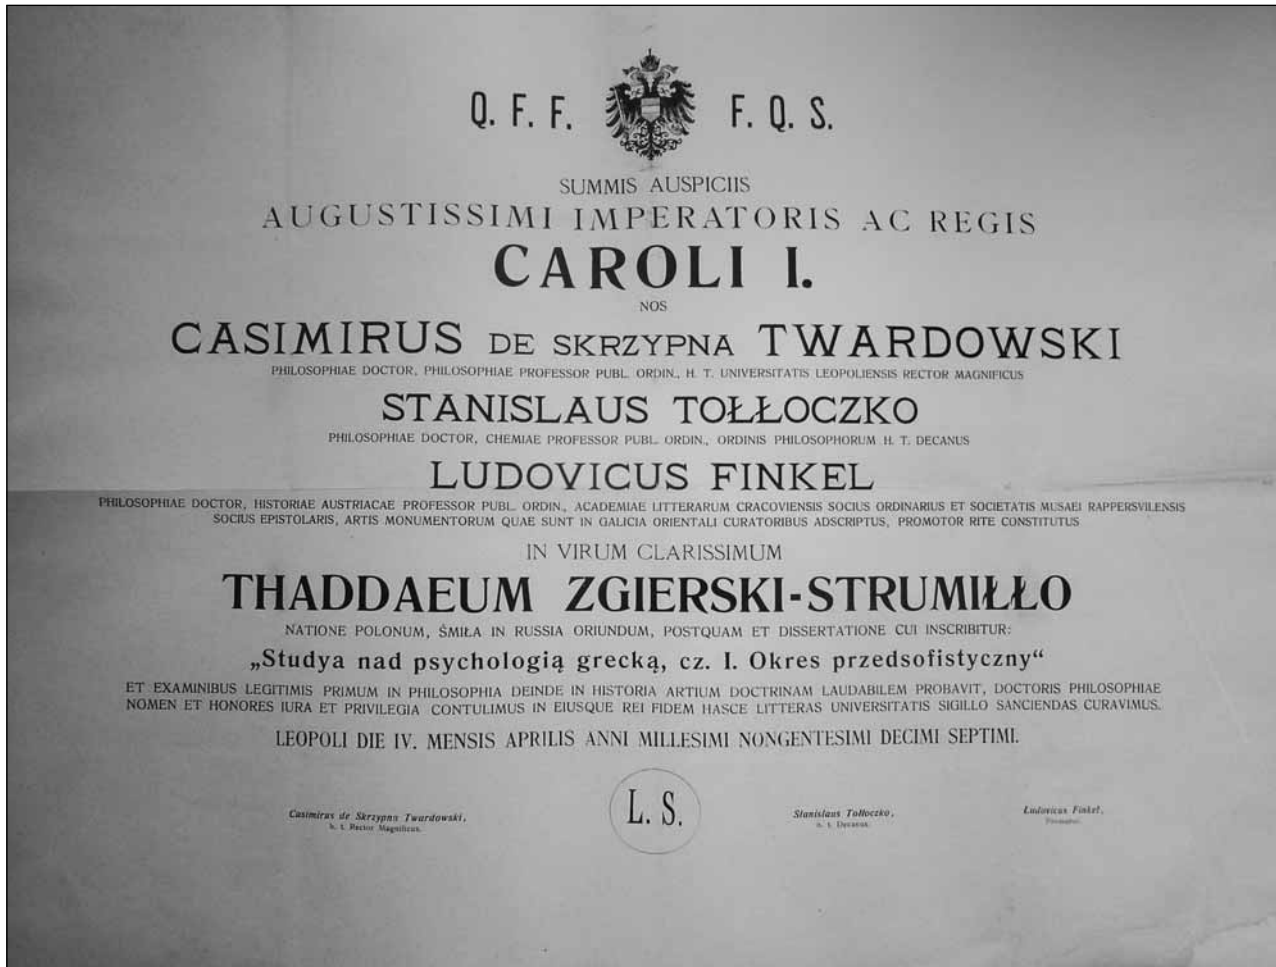 Q. F. F. F. Q. S.
SUMMIS AUSPICIIS
AUGUSTISSIMI IMPERATORIS AC REGIS
CAROLI I.
NOS
CASIMIRUS DE SKRZYPNA TWARDOWSKI
PHILOSOPHIAE DOCTOR, PHILOSOPHIAE PROFESSOR PUBL. ORDIN., H. T. UNIVERSITATIS LEOPOLIENSIS RECTOR MAGNIFICUS
STANISLAUS TOŁŁOCZKO
PHILOSOPHIAE DOCTOR, CHEMIAE PROFESSOR PUBL. ORDIN., ORDINIS PHILOSOPHORUM H. T. DECANUS
LUDOVICUS FINKEL
PHILOSOPHIAE DOCTOR, HISTORIAE AUSTRIACAE PROFESSOR PUBL. ORDIN., ACADEMIAE LITTERARUM CRACOVIENSIS SOCIUS ORDINARIUS ET SOCIETATIS MUSAEI RAPPERSVILENSIS
SOCIUS EPISTOLARIS, ARTIS MONUMENTORUM QUAE SUNT IN GALICIA ORIENTALI CURATORIBUS ADSCRIPTUS, PROMOTOR RITE CONSTITUTUS
IN VIRUM CLARISSIMUM
THADDAEUM ZGIERSKI-STRUMIŁŁO
NATIONE POLONUM, ŚMIŁA IN RUSSIA ORIUNDUM, POSTQUAM ET DISSERTATIONE CUI INSCRIBITUR:
„Studya nad psychologią grecką, cz. I. Okres przedsofistyczny“
ET EXAMINIBUS LEGITIMIS PRIMUM IN PHILOSOPHIA DEINDE IN HISTORIA ARTIUM DOCTRINAM LAUDABILEM PROBAVIT, DOCTORIS PHILOSOPHIAE
NOMEN ET HONORES IURA ET PRIVILEGIA CONTULIMUS IN EIUSQUE REI FIDEM HASCE LITTERAS UNIVERSITATIS SIGILLO SANCIENDAS CURAVIMUS.
LEOPOLI DIE IV. MENSIS APRILIS ANNI MILLESIMI NONGENTESIMI DECIMI SEPTIMI.
Casimirus de Skrzypna Twardowski,
h. t. Rector Magnificus.
L. S.
Stanislaus Tołłoczko,
h. t. Decanus.
Ludovicus Finkel,
Promotor.